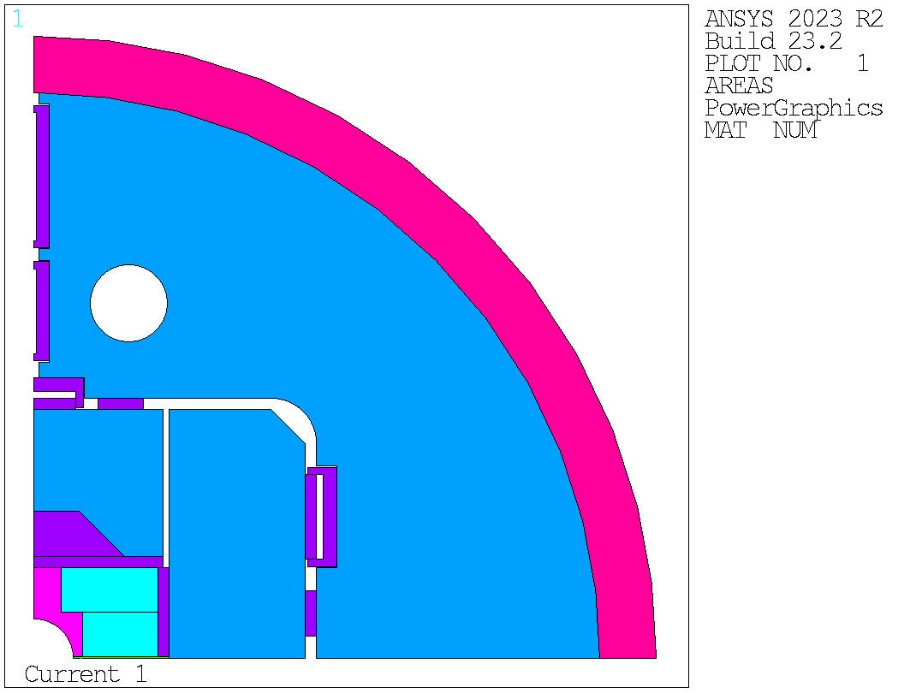 1
ANSYS 2023 R2
Build 23.2
PLOT NO.   1
AREAS
PowerGraphics
MAT  NUM
Current 1